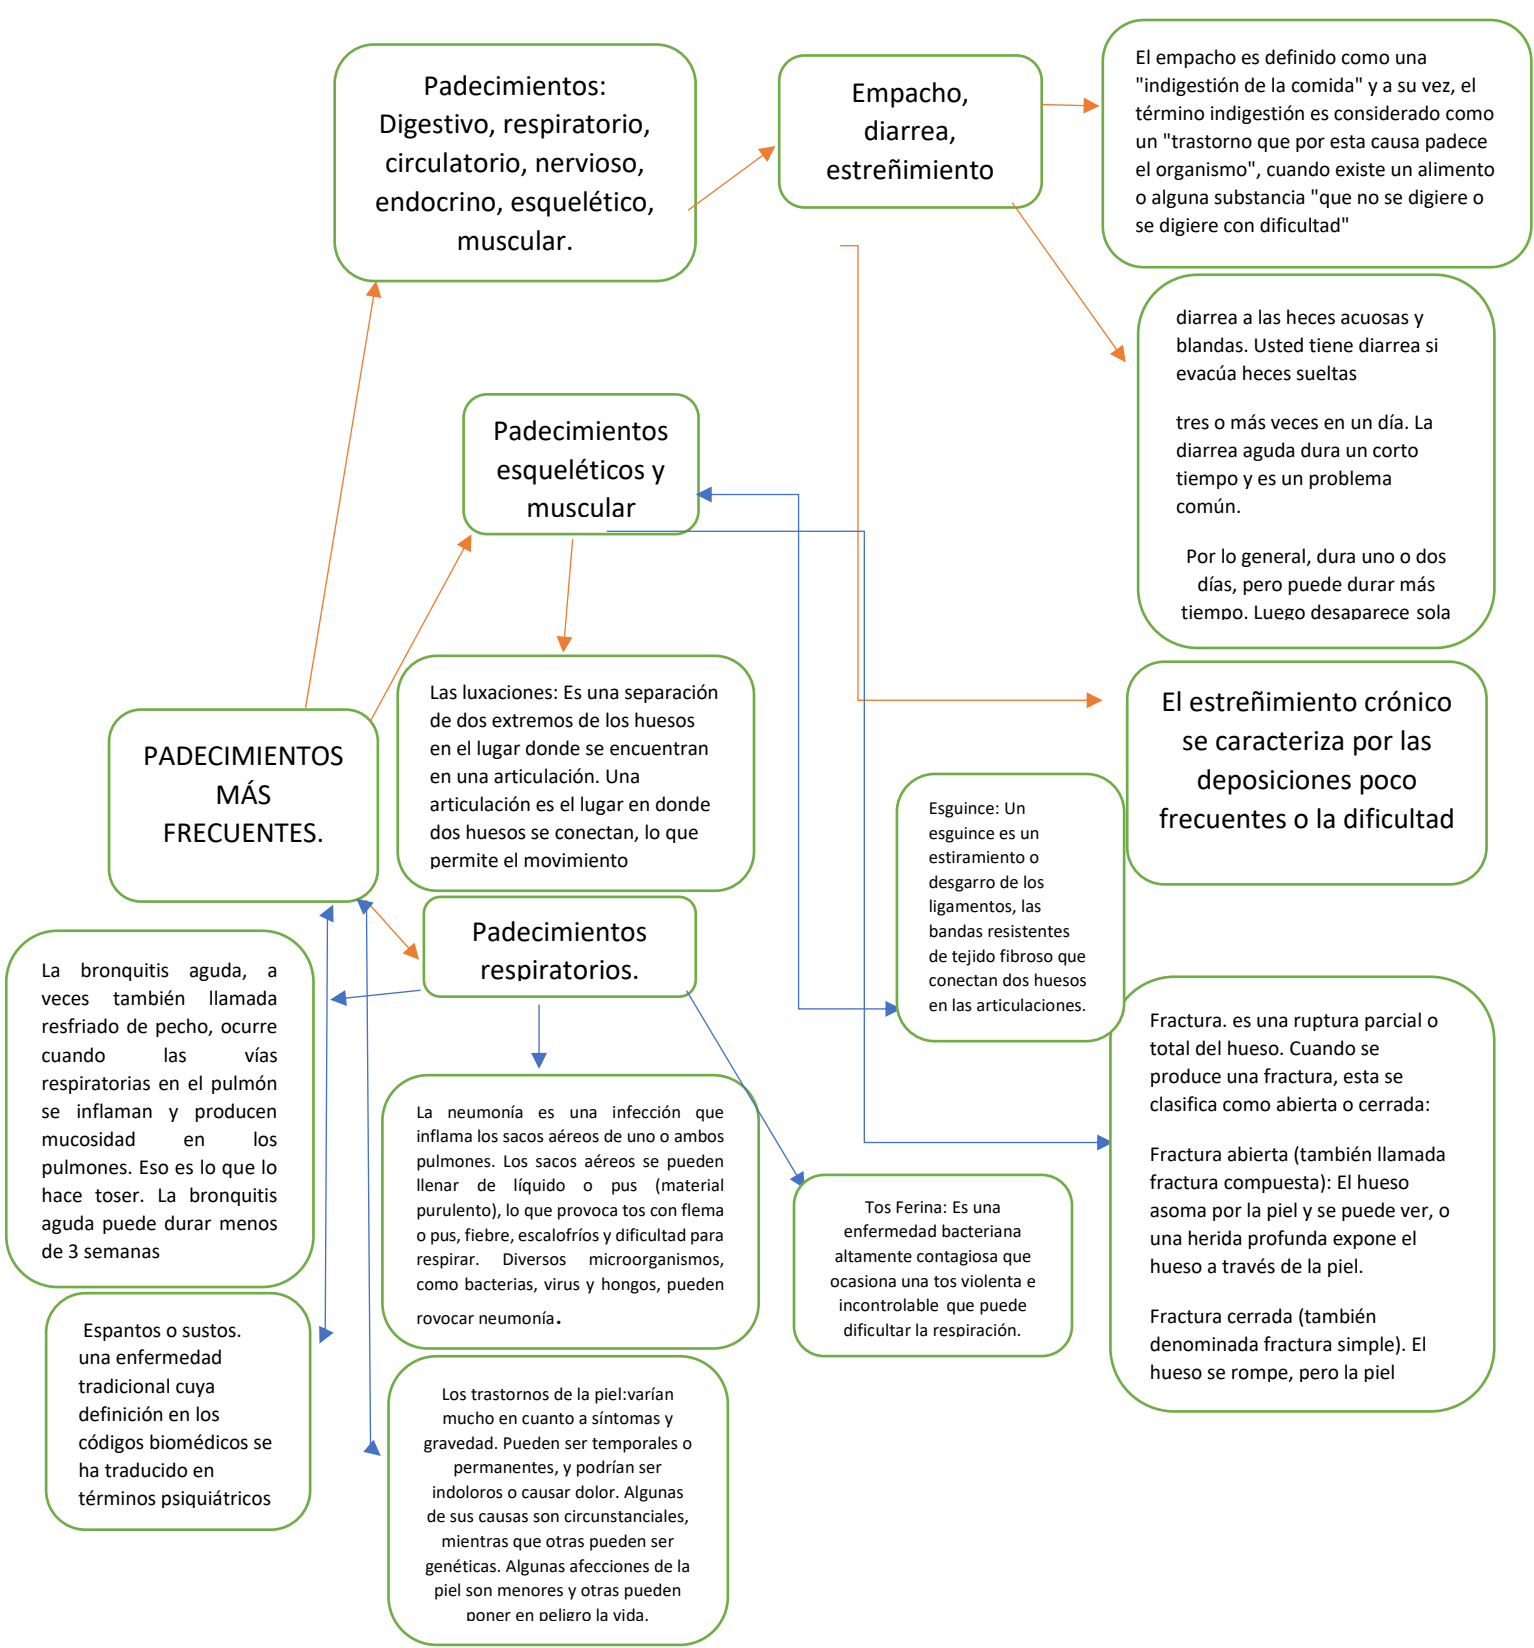 Padecimientos:
Digestivo, respiratorio,
circulatorio, nervioso,
endocrino, esquelético,
muscular.
Empacho,
diarrea,
estreñimiento
El empacho es definido como una
"indigestión de la comida" y a su vez, el
término indigestión es considerado como
un "trastorno que por esta causa padece
el organismo", cuando existe un alimento
o alguna substancia "que no se digiere o
se digiere con dificultad"
diarrea a las heces acuosas y
blandas. Usted tiene diarrea si
evacúa heces sueltas
tres o más veces en un día. La
diarrea aguda dura un corto
tiempo y es un problema
común.
Por lo general, dura uno o dos
días, pero puede durar más
tiempo. Luego desaparece sola
Padecimientos
esqueléticos y
muscular
Las luxaciones: Es una separación
de dos extremos de los huesos
en el lugar donde se encuentran
en una articulación. Una
articulación es el lugar en donde
dos huesos se conectan, lo que
permite el movimiento
El estreñimiento crónico
se caracteriza por las
deposiciones poco
frecuentes o la dificultad
PADECIMIENTOS
MÁS
FRECUENTES.
Esguince: Un
esguince es un
estiramiento o
desgarro de los
ligamentos, las
bandas resistentes
de tejido fibroso que
conectan dos huesos
en las articulaciones.
Padecimientos
respiratorios.
La bronquitis aguda, a
veces también llamada
resfriado de pecho, ocurre
cuando las vías
respiratorias en el pulmón
se inflaman y producen
mucosidad en los
pulmones. Eso es lo que lo
hace toser. La bronquitis
aguda puede durar menos
de 3 semanas
Fractura. es una ruptura parcial o
total del hueso. Cuando se
produce una fractura, esta se
clasifica como abierta o cerrada:
Fractura abierta (también llamada
fractura compuesta): El hueso
asoma por la piel y se puede ver, o
una herida profunda expone el
hueso a través de la piel.
Fractura cerrada (también
denominada fractura simple). El
hueso se rompe, pero la piel
La neumonía es una infección que
inflama los sacos aéreos de uno o ambos
pulmones. Los sacos aéreos se pueden
llenar de líquido o pus (material
purulento), lo que provoca tos con flema
o pus, fiebre, escalofríos y dificultad para
respirar. Diversos microorganismos,
como bacterias, virus y hongos, pueden
rovocar neumonía.
Tos Ferina: Es una
enfermedad bacteriana
altamente contagiosa que
ocasiona una tos violenta e
incontrolable que puede
dificultar la respiración.
Espantos o sustos.
una enfermedad
tradicional cuya
definición en los
códigos biomédicos se
ha traducido en
términos psiquiátricos
Los trastornos de la piel:varían
mucho en cuanto a síntomas y
gravedad. Pueden ser temporales o
permanentes, y podrían ser
indoloros o causar dolor. Algunas
de sus causas son circunstanciales,
mientras que otras pueden ser
genéticas. Algunas afecciones de la
piel son menores y otras pueden
poner en peligro la vida.